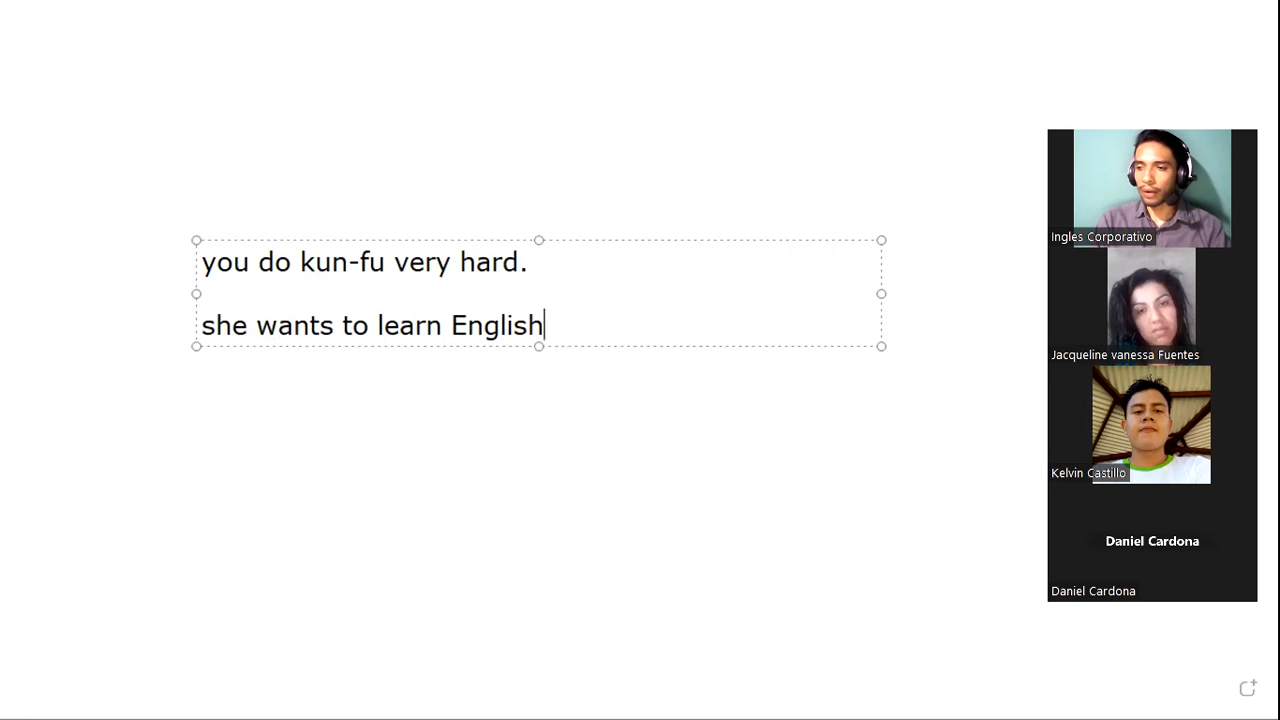 you do kun-fu very hard.
she wants to learn English
Ingles Corporativo
Jacqueline vanessa Fuentes
Kelvin Castillo
Daniel Cardona
Daniel Cardona